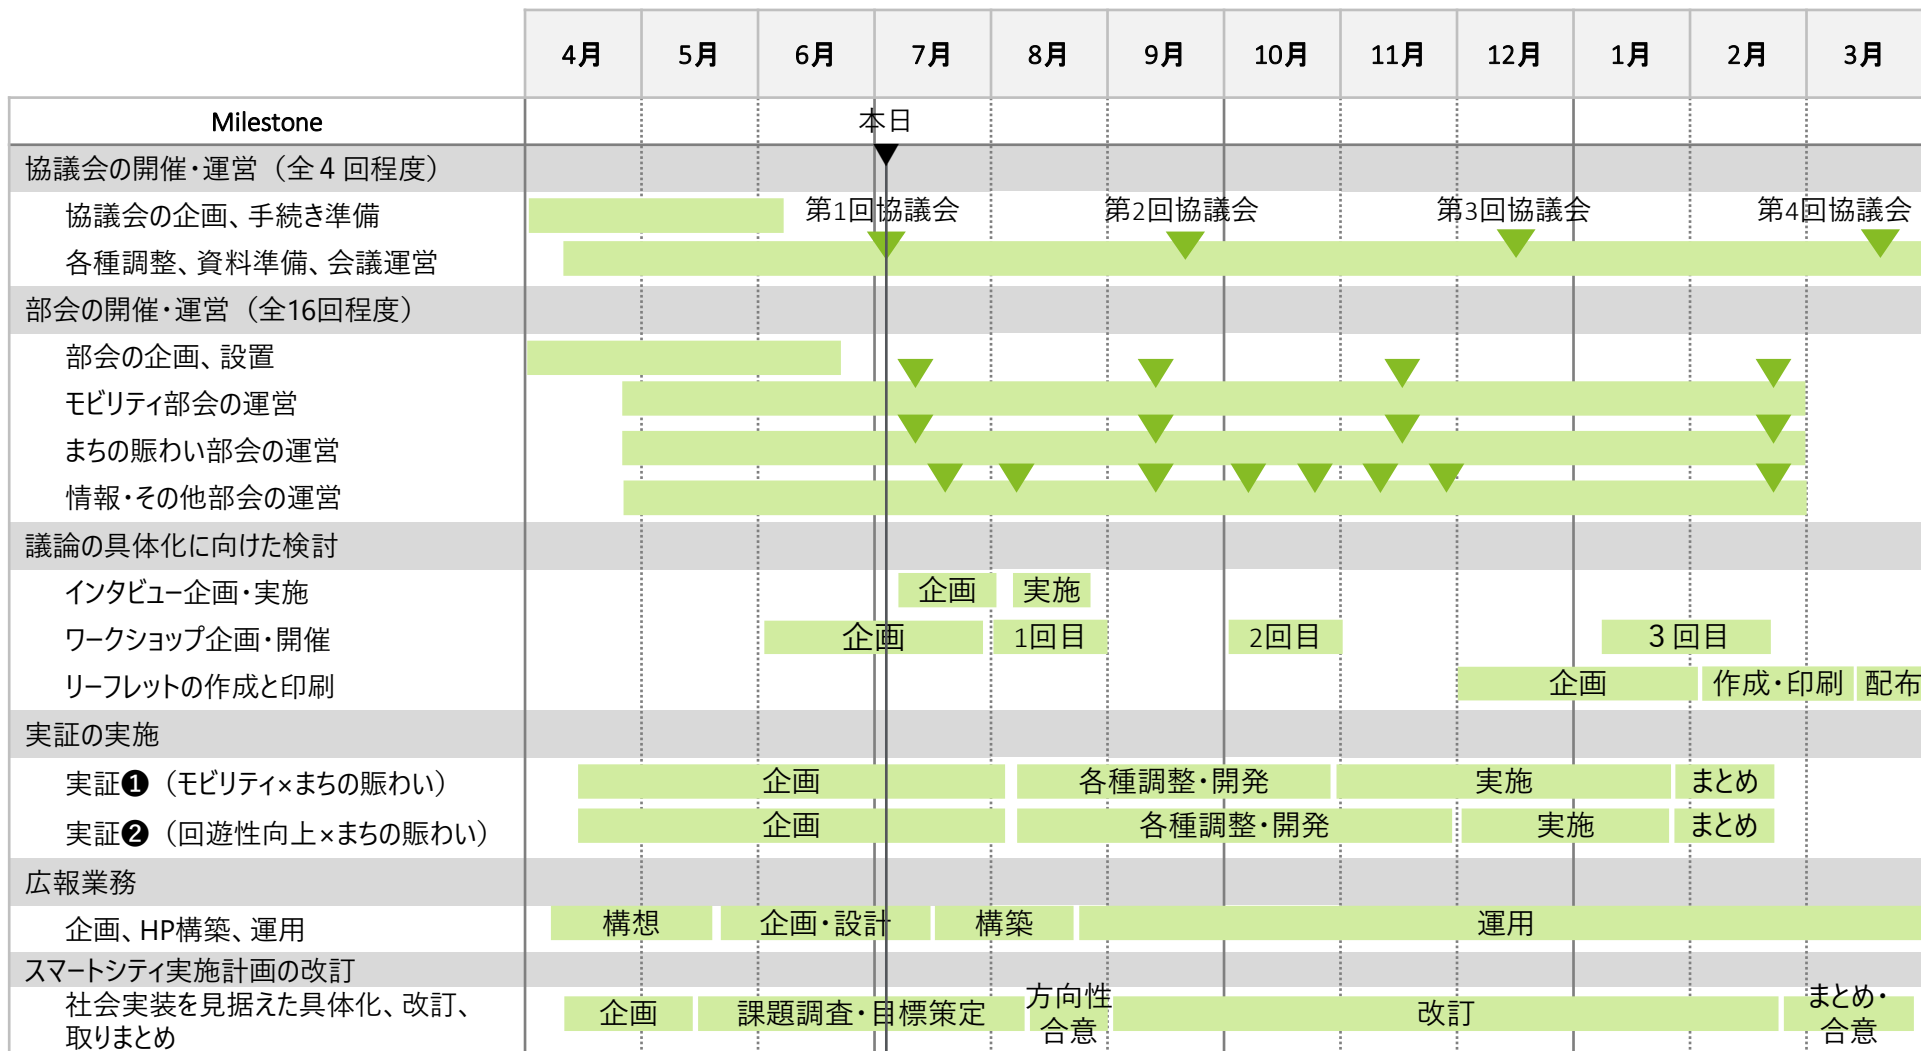 4月 5月 6月 7月 8月 9月 10月 11月 12月 1月 2月 3月
Milestone
本日
協議会の開催・運営（全４回程度）
協議会の企画、手続き準備
第1回協議会 第2回協議会 第3回協議会 第4回協議会
各種調整、資料準備、会議運営
部会の開催・運営（全16回程度）
部会の企画、設置
モビリティ部会の運営
まちの賑わい部会の運営
情報・その他部会の運営
議論の具体化に向けた検討
インタビュー企画・実施 企画 実施
ワークショップ企画・開催 企画 1回目 2回目 ３回目
リーフレットの作成と印刷 企画 作成・印刷 配布
実証の実施
実証❶（モビリティ×まちの賑わい） 企画 各種調整・開発 実施 まとめ
実証❷（回遊性向上×まちの賑わい） 企画 各種調整・開発 実施 まとめ
広報業務
企画、HP構築、運用 構想 企画・設計 構築 運用
スマートシティ実施計画の改訂
社会実装を見据えた具体化、改訂、
取りまとめ
企画 課題調査・目標策定
方向性
合意
改訂
まとめ・
合意